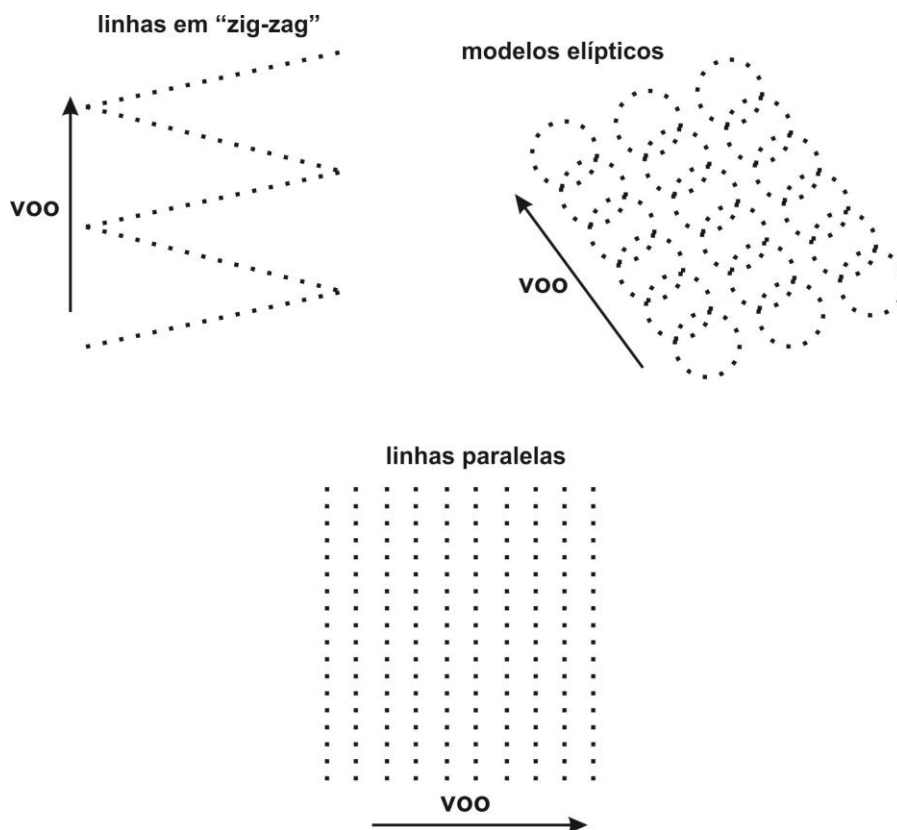 linhas em “zig-zag”
modelos elípticos
voo
voo
linhas paralelas
voo